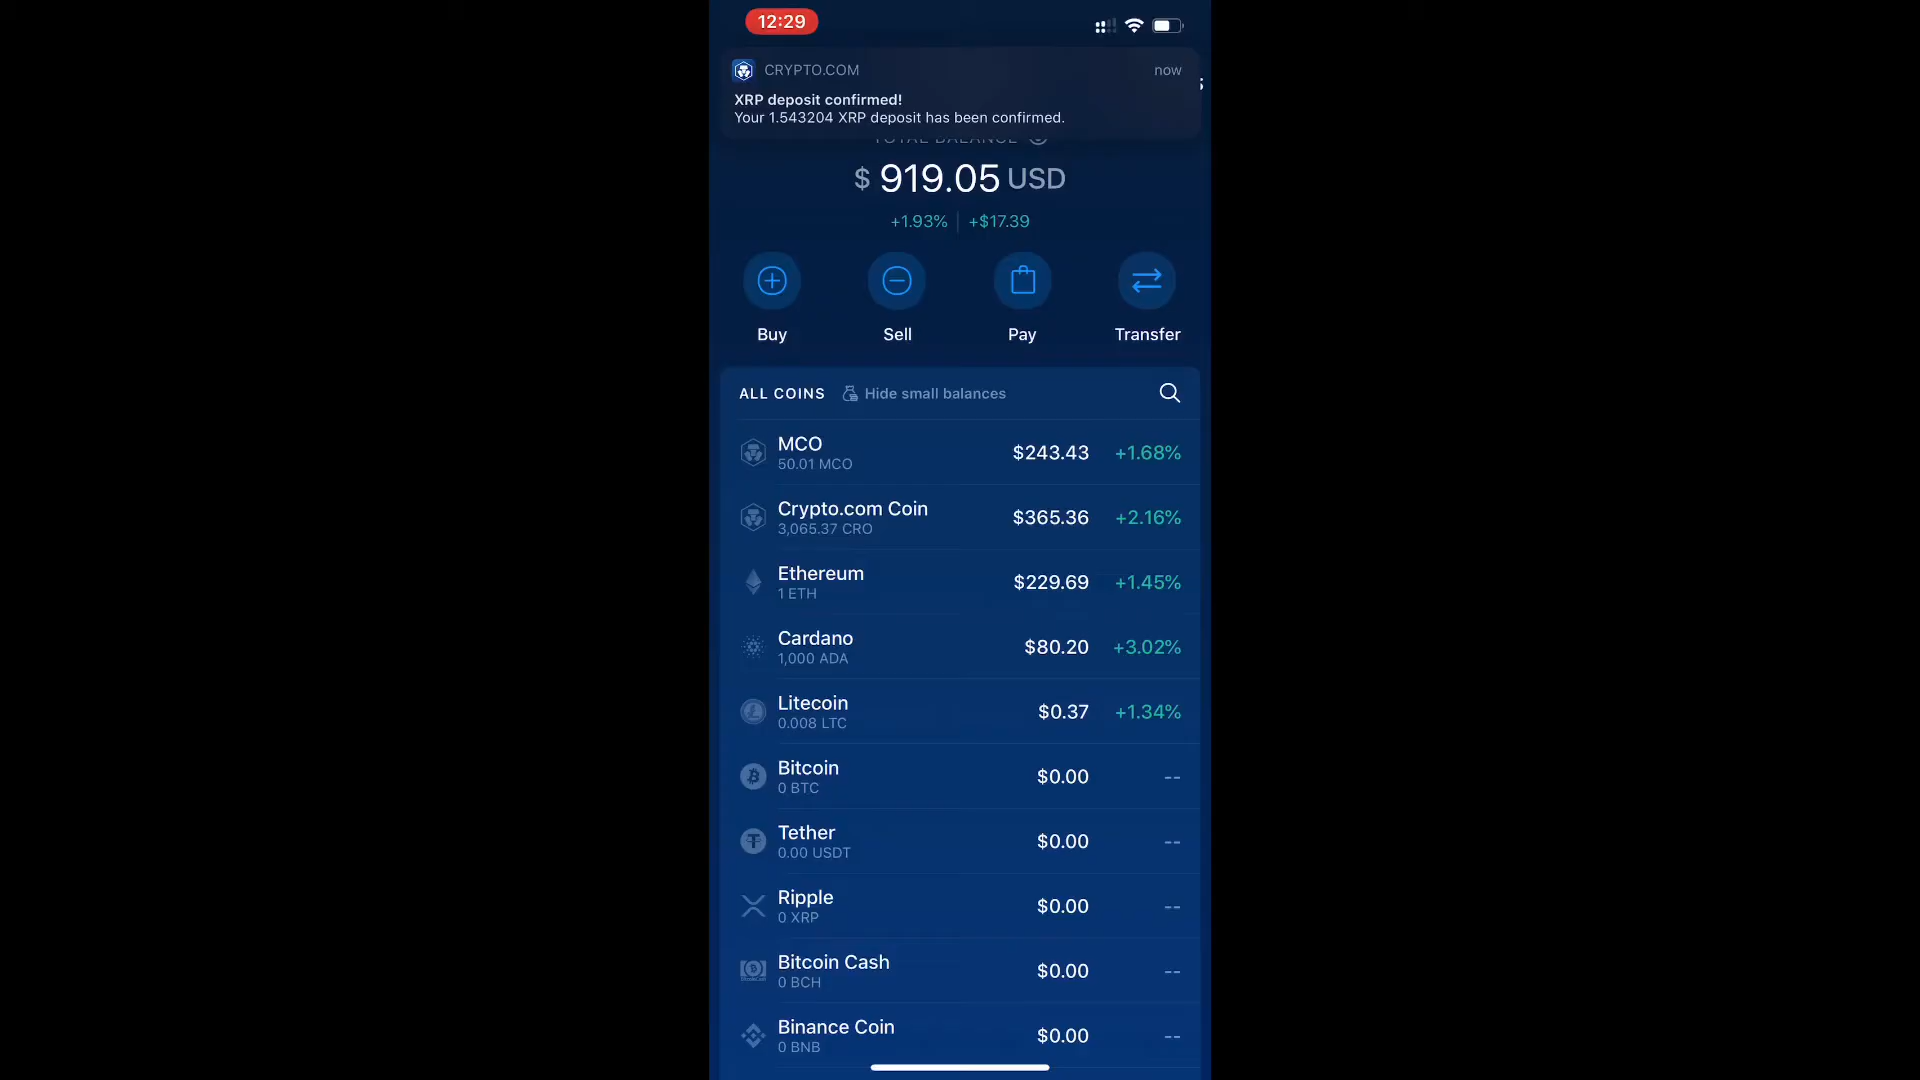 12:29
CRYPTO.COM now
XRP deposit confirmed!
Your 1.543204 XRP deposit has been confirmed.
TOTAL BALANCE
$ 919.05 USD
+1.93% +$17.39
Buy Sell Pay Transfer
ALL COINS Hide small balances
MCO $243.43 +1.68%
50.01 MCO
Crypto.com Coin $365.36 +2.16%
3,065.37 CRO
Ethereum $229.69 +1.45%
1 ETH
Cardano $80.20 +3.02%
1,000 ADA
Litecoin $0.37 +1.34%
0.008 LTC
Bitcoin $0.00 --
0 BTC
Tether $0.00 --
0.00 USDT
Ripple $0.00 --
0 XRP
Bitcoin Cash $0.00 --
0 BCH
Binance Coin $0.00 --
0 BNB